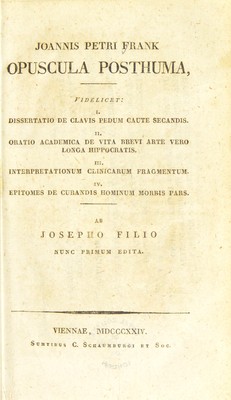 JOANNIS PETRI FRANK
OPUSCULA POSTHUMA,
VIDELICET:
I.
DISSERTATIO DE CLAVIS PEDUM CAUTE SECANDIS.
II.
ORATIO ACADEMICA DE VITA BREVI ARTE VERO
LONGA HIPPOCRATIS.
III.
INTERPRETATIONUM CLINICARUM FRAGMENTUM.
IV.
EPITOMES DE CURANDIS HOMINUM MORBIS PARS.
AB
JOSEPHO FILIO
NUNC PRIMUM EDITA.
VIENNAE, MDCCCXXIV.
SUMTIBUS C. SCHAUMBURGI ET SOC.